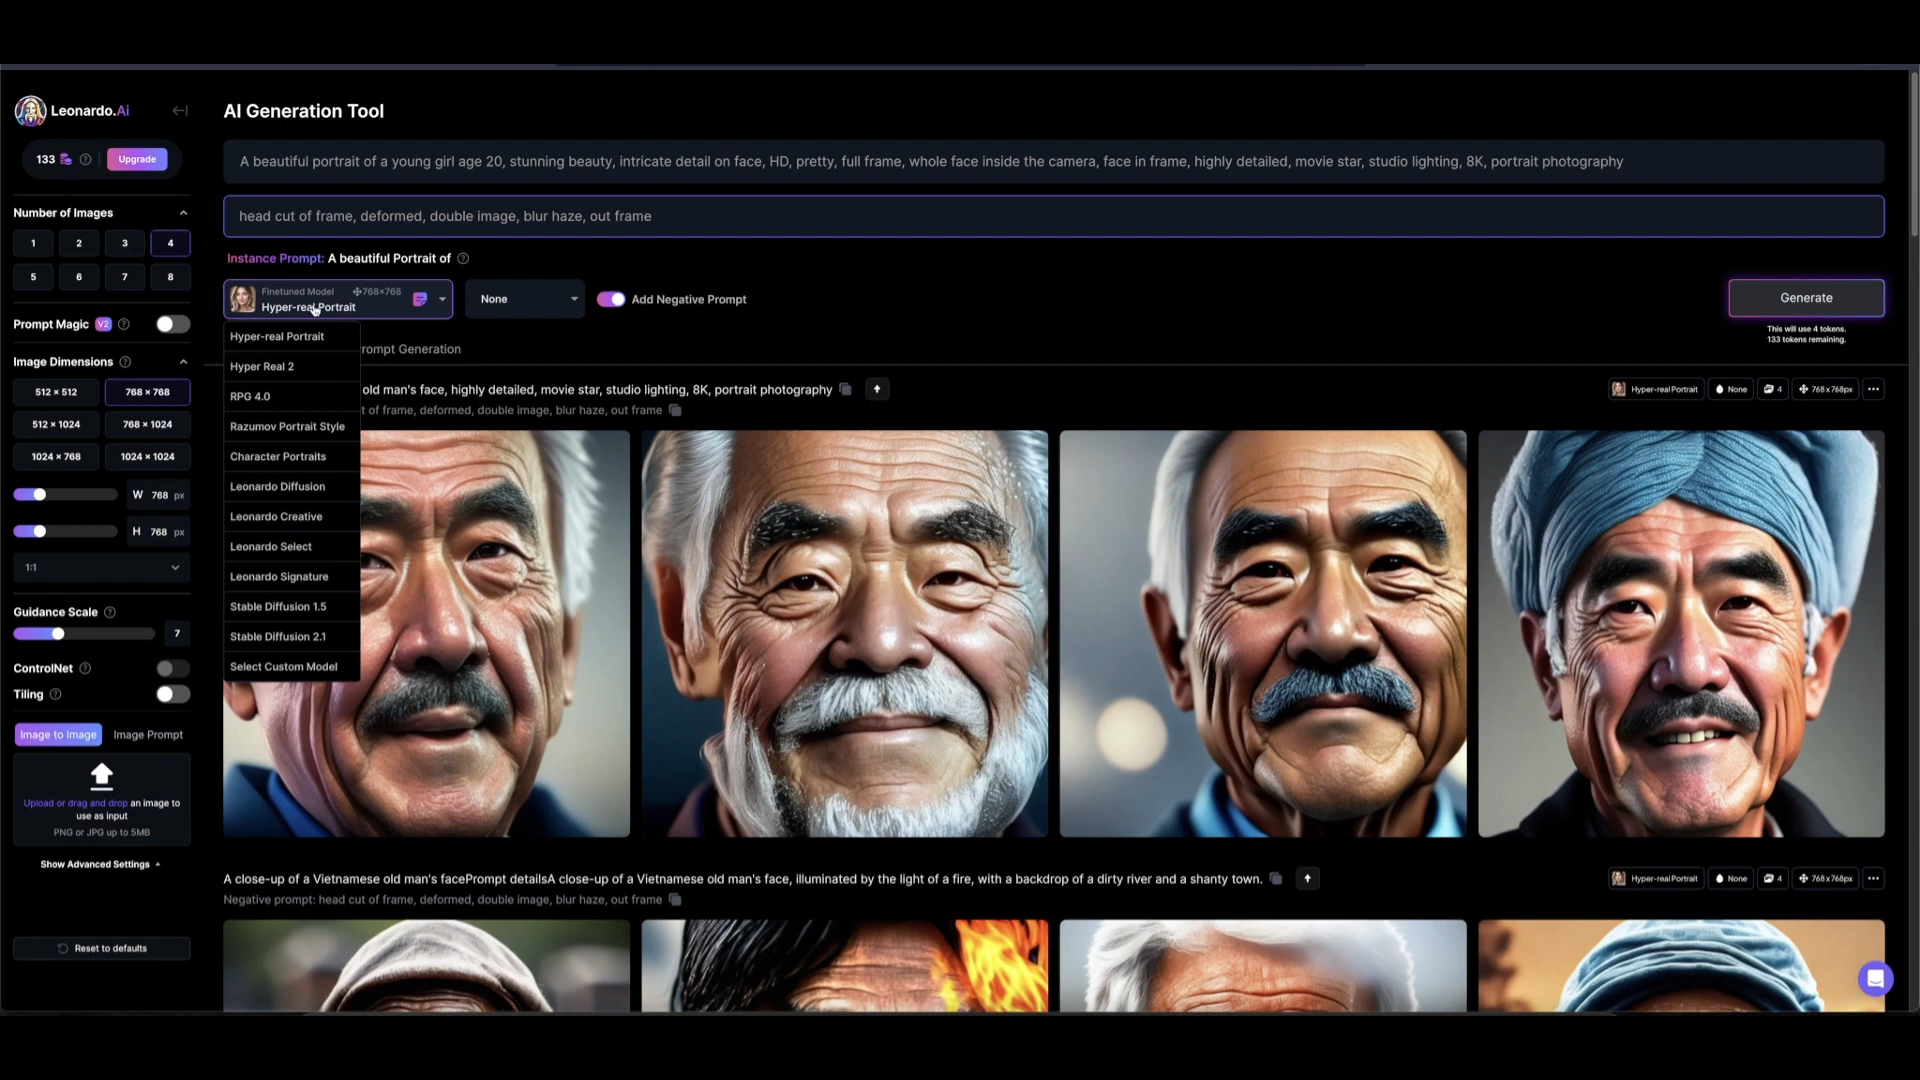 Leonardo.Ai
133
Upgrade
Number of Images
1 2 3 4
5 6 7 8
Prompt Magic V2
Image Dimensions
512 × 512 768 × 768
512 × 1024 768 × 1024
1024 × 768 1024 × 1024
W 768 px
H 768 px
1:1
Guidance Scale
7
ControlNet
Tiling
Image to Image Image Prompt
Upload or drag and drop an image to
use as input
PNG or JPG up to 5MB
Show Advanced Settings
Reset to defaults
AI Generation Tool
A beautiful portrait of a young girl age 20, stunning beauty, intricate detail on face, HD, pretty, full frame, whole face inside the camera, face in frame, highly detailed, movie star, studio lighting, 8K, portrait photography
head cut of frame, deformed, double image, blur haze, out frame
Instance Prompt: A beautiful Portrait of
Finetuned Model 768×768
Hyper-real Portrait
None
Add Negative Prompt
Generate
This will use 4 tokens.
133 tokens remaining.
Hyper-real Portrait
Hyper Real 2
RPG 4.0
Razumov Portrait Style
Character Portraits
Leonardo Diffusion
Leonardo Creative
Leonardo Select
Leonardo Signature
Stable Diffusion 1.5
Stable Diffusion 2.1
Select Custom Model
rompt Generation
old man's face, highly detailed, movie star, studio lighting, 8K, portrait photography
Hyper-real Portrait None 4 768 x 768px
t of frame, deformed, double image, blur haze, out frame
A close-up of a Vietnamese old man's facePrompt detailsA close-up of a Vietnamese old man's face, illuminated by the light of a fire, with a backdrop of a dirty river and a shanty town.
Hyper-real Portrait None 4 768 x 768px
Negative prompt: head cut of frame, deformed, double image, blur haze, out frame